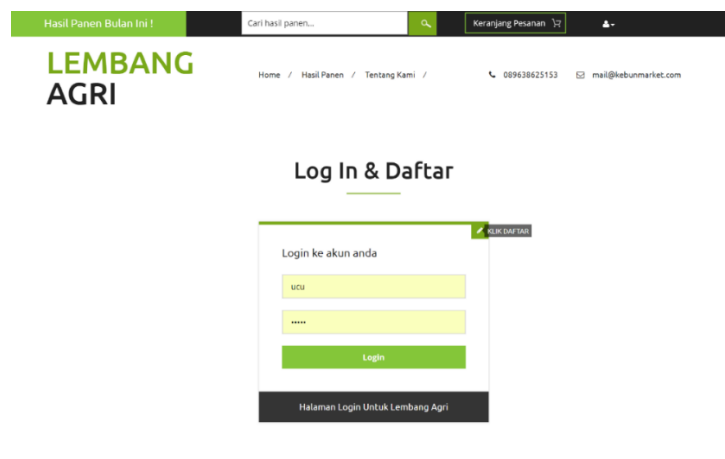 Hasil Panen Bulan Ini !
Cari hasil panen...
Keranjang Pesanan
LEMBANG
AGRI
Home / Hasil Panen / Tentang Kami /
089638625153
mail@kebunmarket.com
Log In & Daftar
KLIK DAFTAR
Login ke akun anda
ucu
•••••
Login
Halaman Login Untuk Lembang Agri